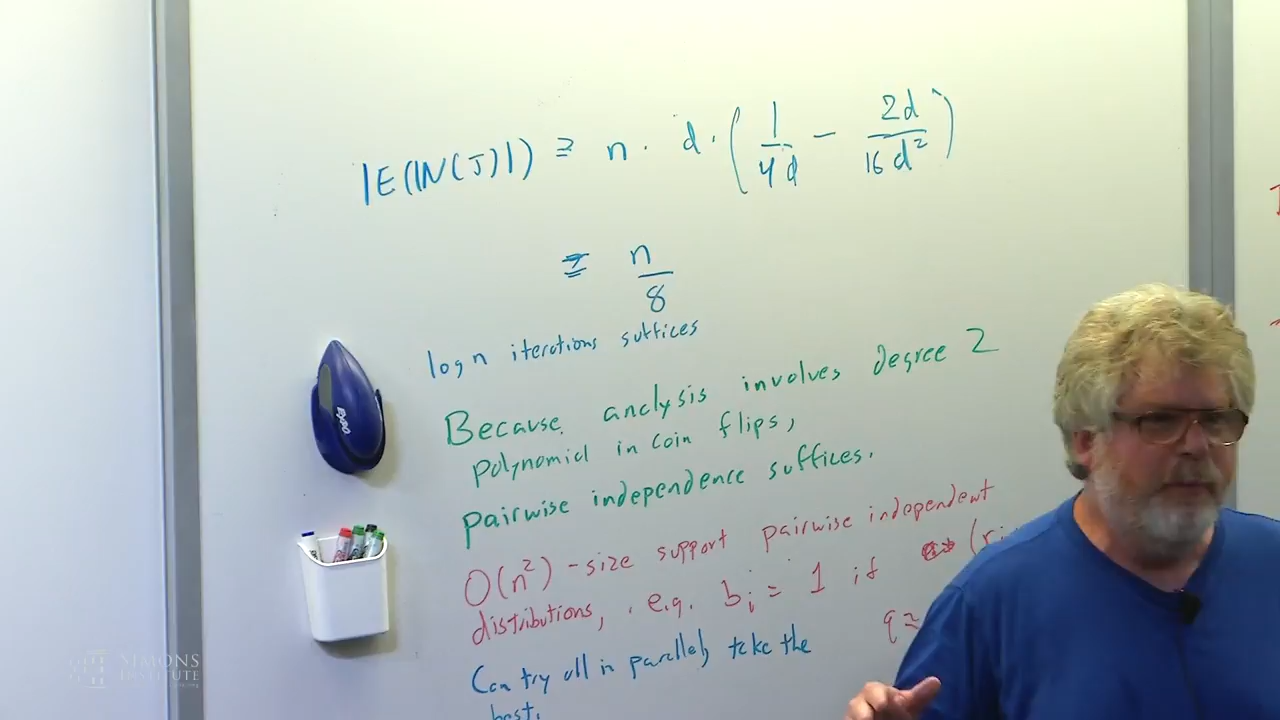 |E(IN(J)|) ≥ n · d · ( 1/4d − 2d/16d² )
≥ n/8
log n iterations suffices
Because analysis involves degree 2
polynomial in coin flips,
pairwise independence suffices.
O(n²) - size support pairwise independent
distributions, e.g. bᵢ = 1 if (r
q ≥
Can try all in parallel, take the
best.
EXPO
SIMONS
INSTITUTE